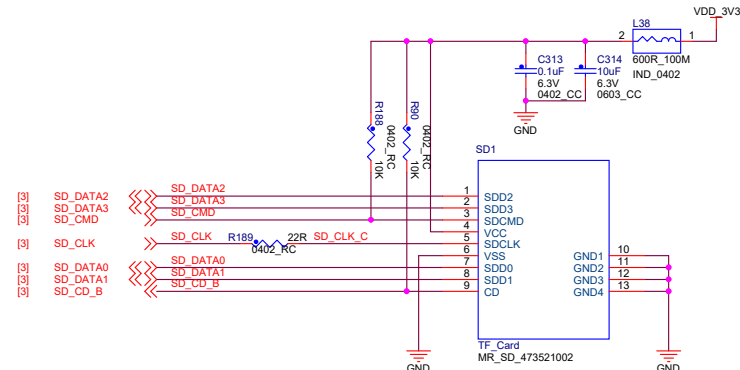 VDD_3V3
L38
2 1
600R_100M
IND_0402
C313
0.1uF
6.3V
0402_CC
C314
10uF
6.3V
0603_CC
GND
R188
0402_RC
10K
R90
0402_RC
10K
SD1
[3] SD_DATA2 SD_DATA2 1 SDD2
[3] SD_DATA3 SD_DATA3 2 SDD3
[3] SD_CMD SD_CMD 3 SDCMD
4 VCC
[3] SD_CLK SD_CLK R189 22R SD_CLK_C 5 SDCLK
0402_RC
6 VSS
[3] SD_DATA0 SD_DATA0 7 SDD0
[3] SD_DATA1 SD_DATA1 8 SDD1
[3] SD_CD_B SD_CD_B 9 CD
GND1 10
GND2 11
GND3 12
GND4 13
TF_Card
MR_SD_473521002
GND
GND